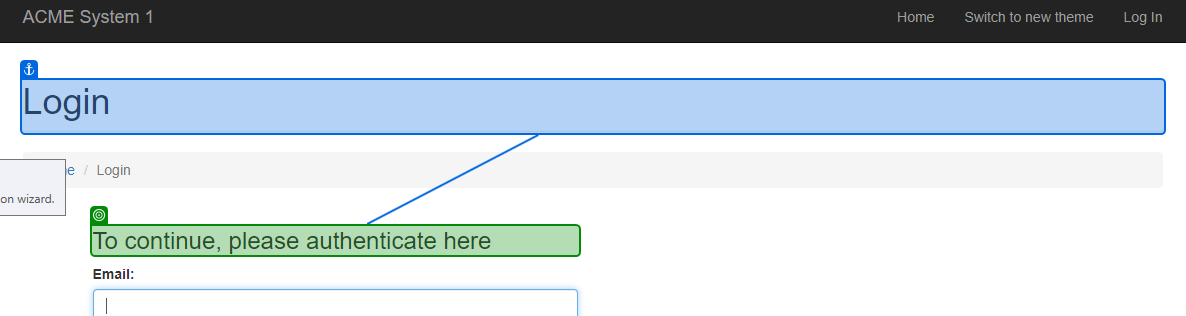 ACME System 1
Home
Switch to new theme
Log In
Login
Login
on wizard.
To continue, please authenticate here
Email: